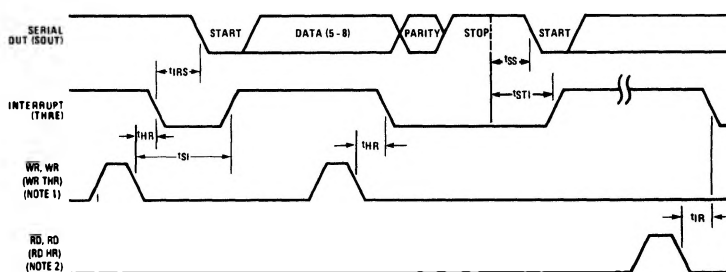 SERIAL
OUT (SOUT)
START
DATA (5 - 8)
PARITY
STOP
START
tIRS
tSS
tSTI
INTERRUPT
(THRE)
tHR
tSI
tHR
WR, WR
(WR THR)
(NOTE 1)
tIR
RD, RD
(RD HR)
(NOTE 2)